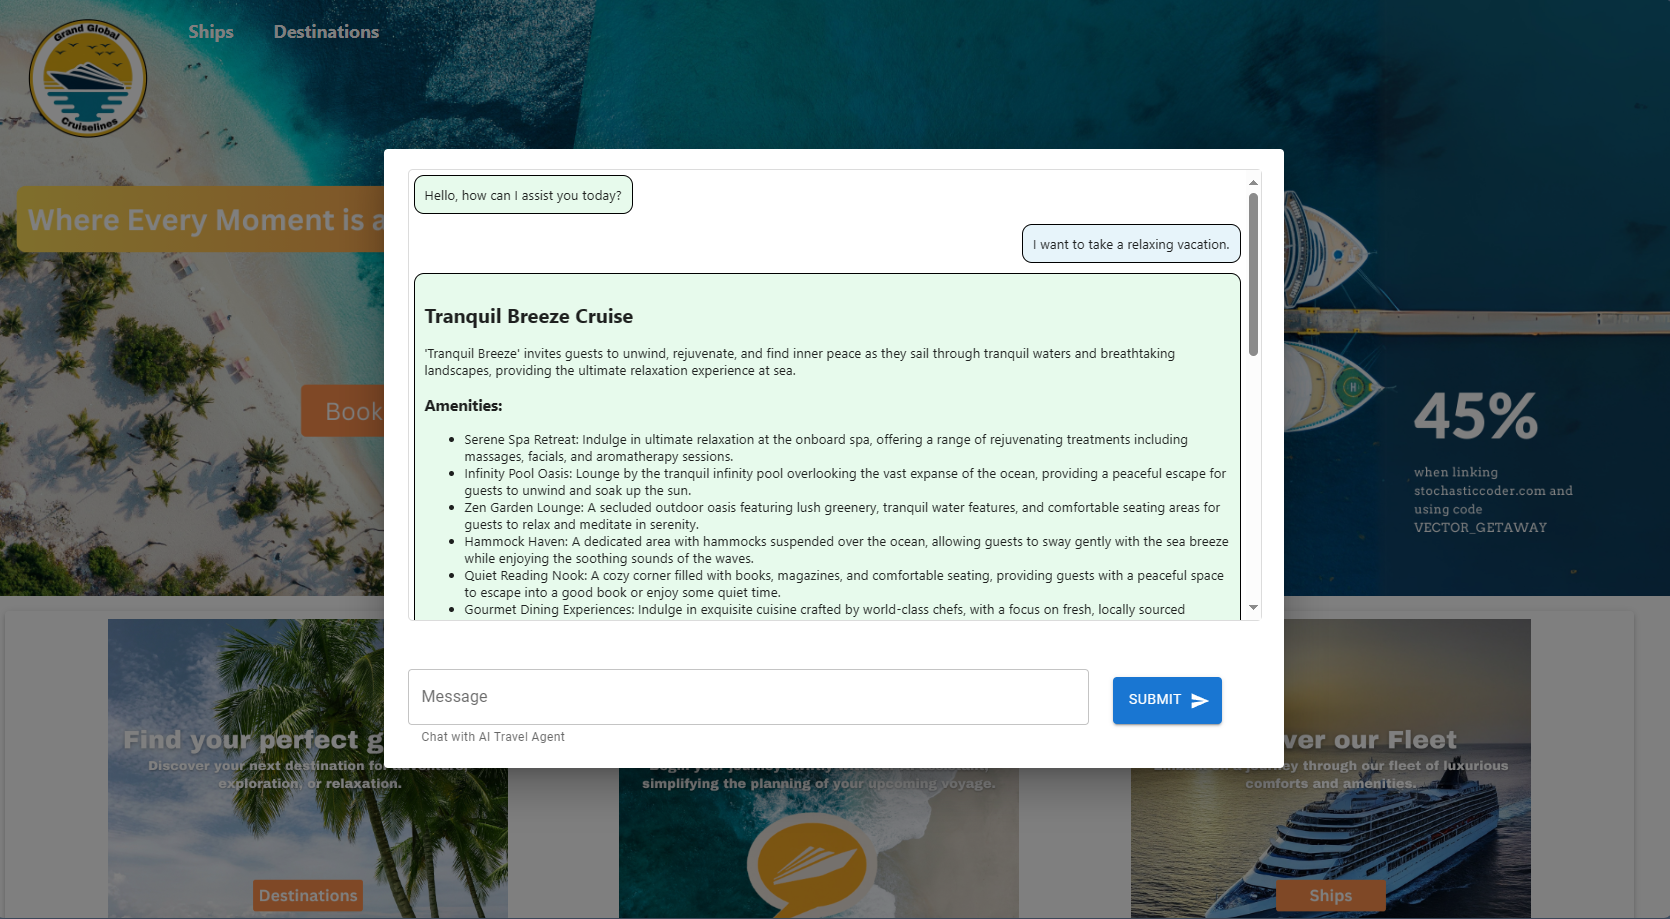 Grand Global
Cruiselines
Ships
Destinations
Where Every Moment is a
Book
Hello, how can I assist you today?
I want to take a relaxing vacation.
Tranquil Breeze Cruise
'Tranquil Breeze' invites guests to unwind, rejuvenate, and find inner peace as they sail through tranquil waters and breathtaking
landscapes, providing the ultimate relaxation experience at sea.
Amenities:
Serene Spa Retreat: Indulge in ultimate relaxation at the onboard spa, offering a range of rejuvenating treatments including
massages, facials, and aromatherapy sessions.
Infinity Pool Oasis: Lounge by the tranquil infinity pool overlooking the vast expanse of the ocean, providing a peaceful escape for
guests to unwind and soak up the sun.
Zen Garden Lounge: A secluded outdoor oasis featuring lush greenery, tranquil water features, and comfortable seating areas for
guests to relax and meditate in serenity.
Hammock Haven: A dedicated area with hammocks suspended over the ocean, allowing guests to sway gently with the sea breeze
while enjoying the soothing sounds of the waves.
Quiet Reading Nook: A cozy corner filled with books, magazines, and comfortable seating, providing guests with a peaceful space
to escape into a good book or enjoy some quiet time.
Gourmet Dining Experiences: Indulge in exquisite cuisine crafted by world-class chefs, with a focus on fresh, locally sourced
Message
SUBMIT
Chat with AI Travel Agent
45%
when linking
stochasticcoder.com and
using code
VECTOR_GETAWAY
H
Find your perfect g
Discover your next destination for adventure,
exploration, or relaxation.
Destinations
simplifying the planning of your upcoming voyage.
ver our Fleet
journey through our fleet of luxurious
comforts and amenities.
Ships